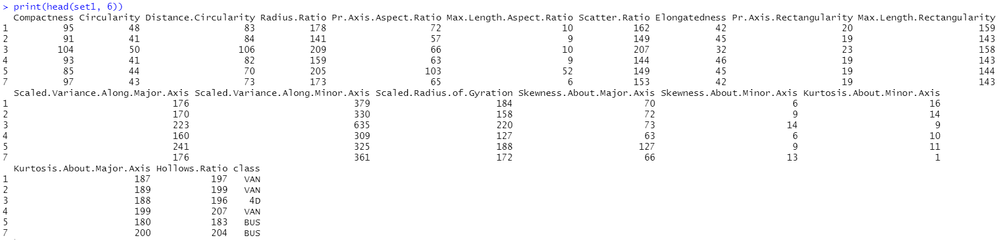 > print(head(set1, 6))
  Compactness Circularity Distance.Circularity Radius.Ratio Pr.Axis.Aspect.Ratio Max.Length.Aspect.Ratio Scatter.Ratio Elongatedness Pr.Axis.Rectangularity Max.Length.Rectangularity
1          95          48                   83          178                   72                      10           162            42                     20                       159
2          91          41                   84          141                   57                       9           149            45                     19                       143
3         104          50                  106          209                   66                      10           207            32                     23                       158
4          93          41                   82          159                   63                       9           144            46                     19                       143
5          85          44                   70          205                  103                      52           149            45                     19                       144
7          97          43                   73          173                   65                       6           153            42                     19                       143
  Scaled.Variance.Along.Major.Axis Scaled.Variance.Along.Minor.Axis Scaled.Radius.of.Gyration Skewness.About.Major.Axis Skewness.About.Minor.Axis Kurtosis.About.Minor.Axis
1                              176                              379                       184                        70                         6                        16
2                              170                              330                       158                        72                         9                        14
3                              223                              635                       220                        73                        14                         9
4                              160                              309                       127                        63                         6                        10
5                              241                              325                       188                       127                         9                        11
7                              176                              361                       172                        66                        13                         1
  Kurtosis.About.Major.Axis Hollows.Ratio class
1                       187           197   VAN
2                       189           199   VAN
3                       188           196    4D
4                       199           207   VAN
5                       180           183   BUS
7                       200           204   BUS